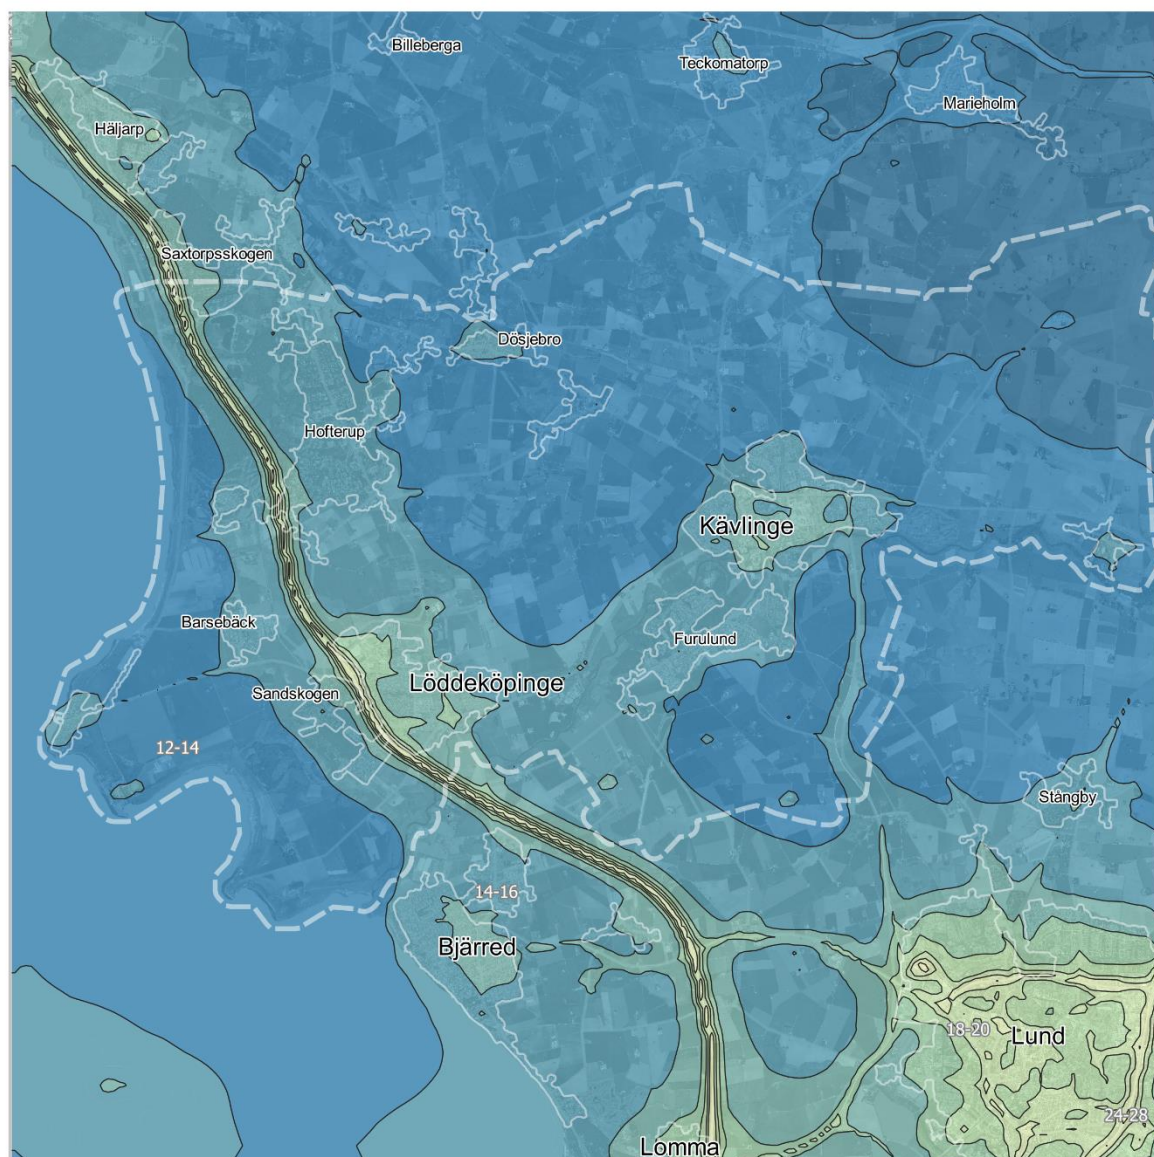 Billeberga
Teckomatorp
Marieholm
Häljarp
Saxtorpsskogen
Dösjebro
Hofterup
Kävlinge
Barsebäck
Furulund
Löddeköpinge
Sandskogen
12-14
Stångby
14-16
Bjärred
18-20
Lund
24-28
Lomma